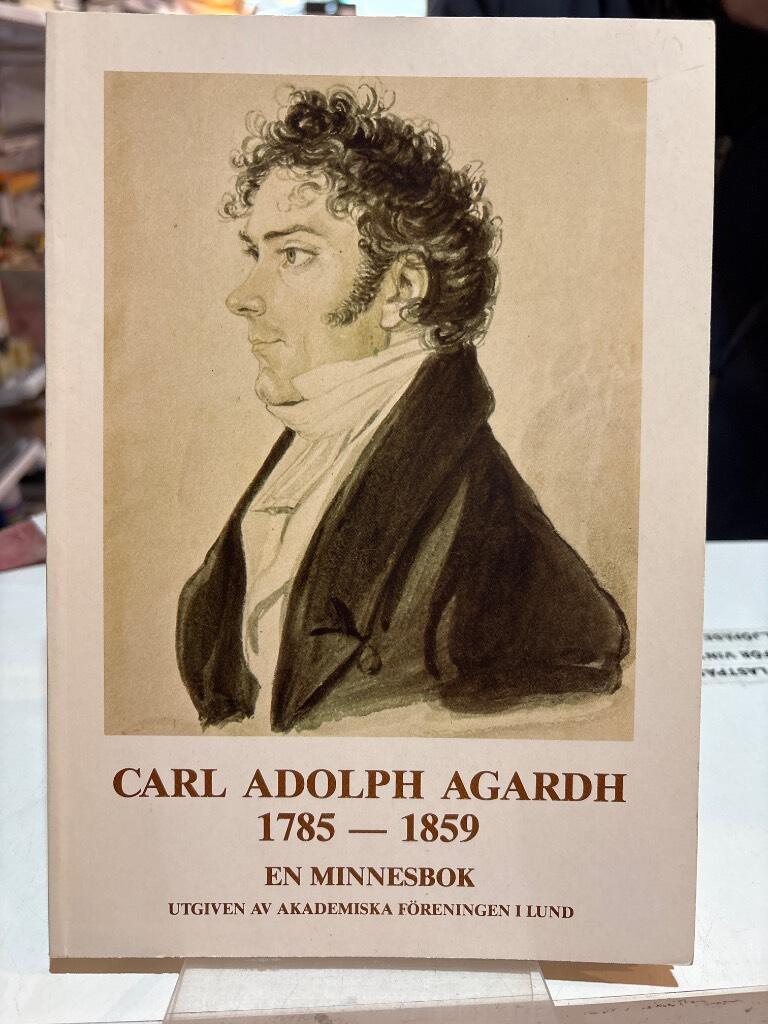 CARL ADOLPH AGARDH
1785 — 1859
EN MINNESBOK
UTGIVEN AV AKADEMISKA FÖRENINGEN I LUND